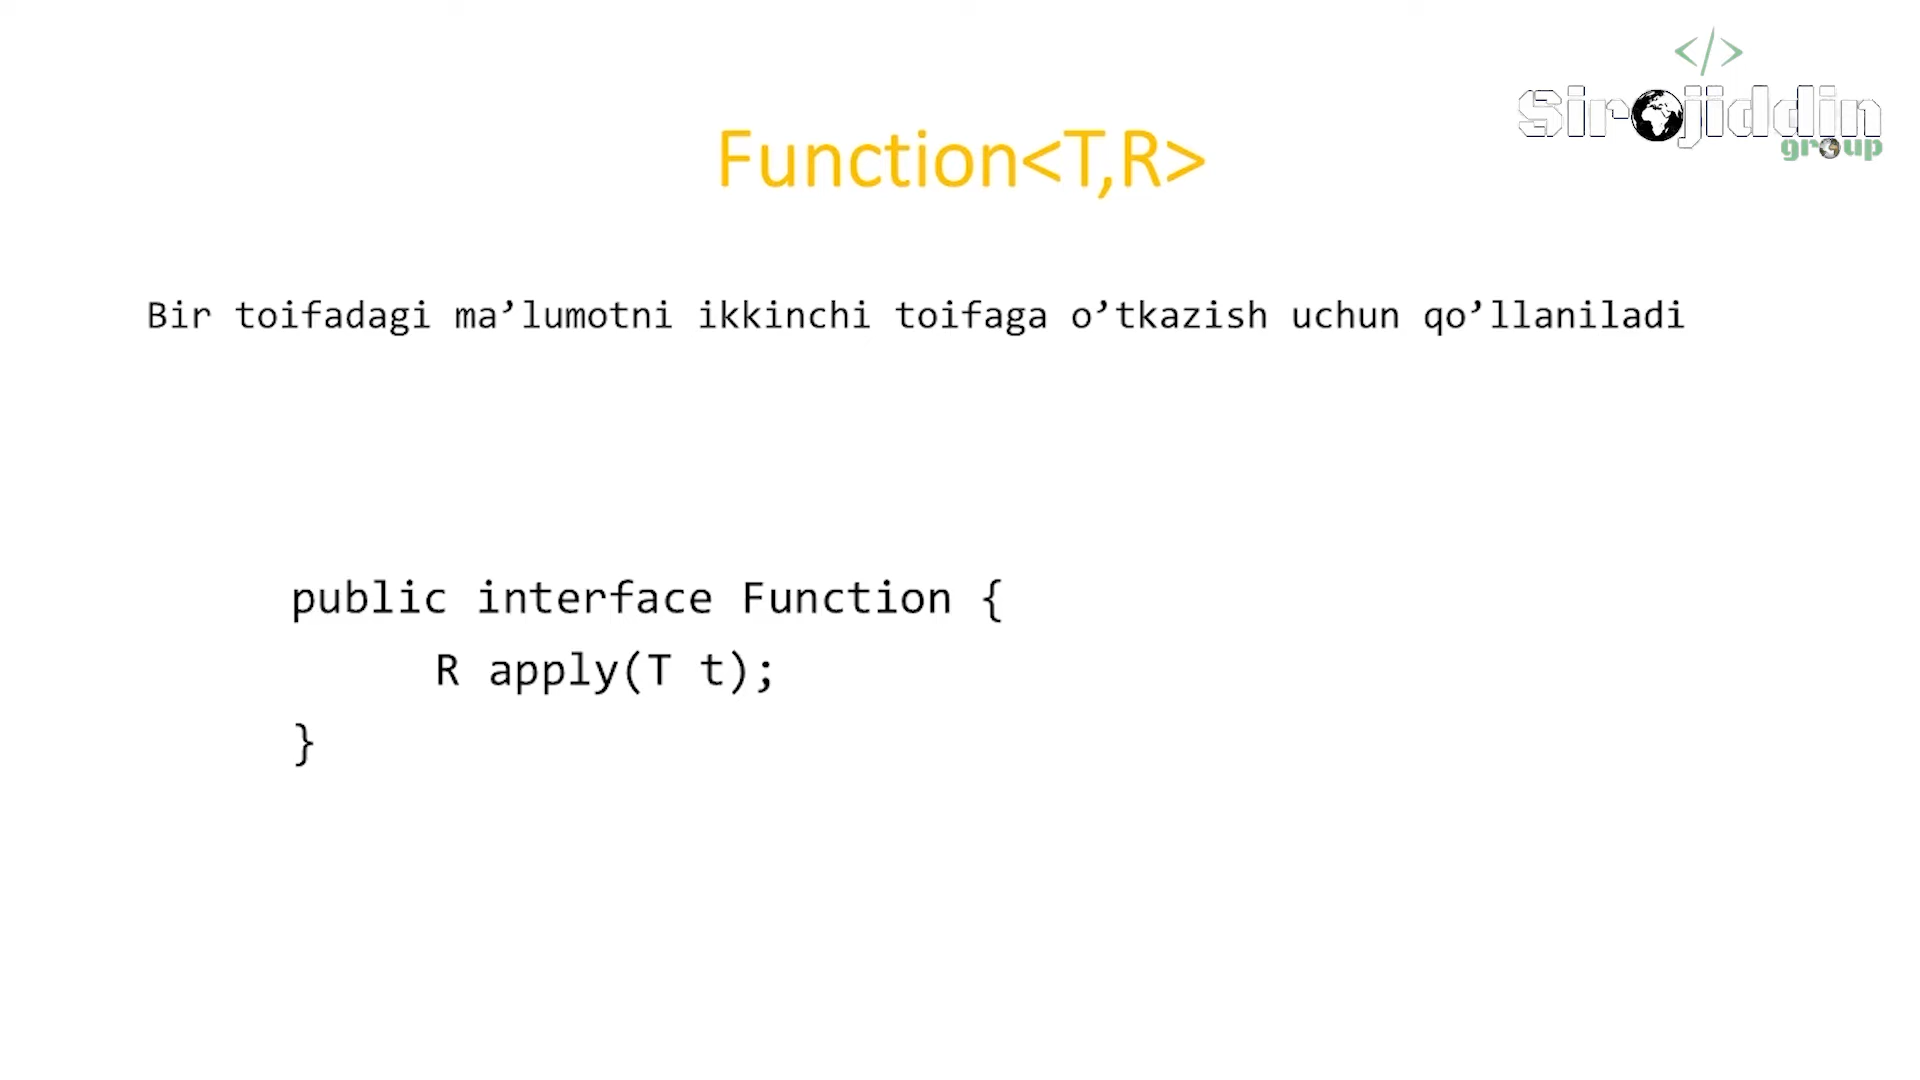 </>
Sirojiddin
group
Function<T,R>
Bir toifadagi ma’lumotni ikkinchi toifaga o’tkazish uchun qo’llaniladi
public interface Function {
R apply(T t);
}